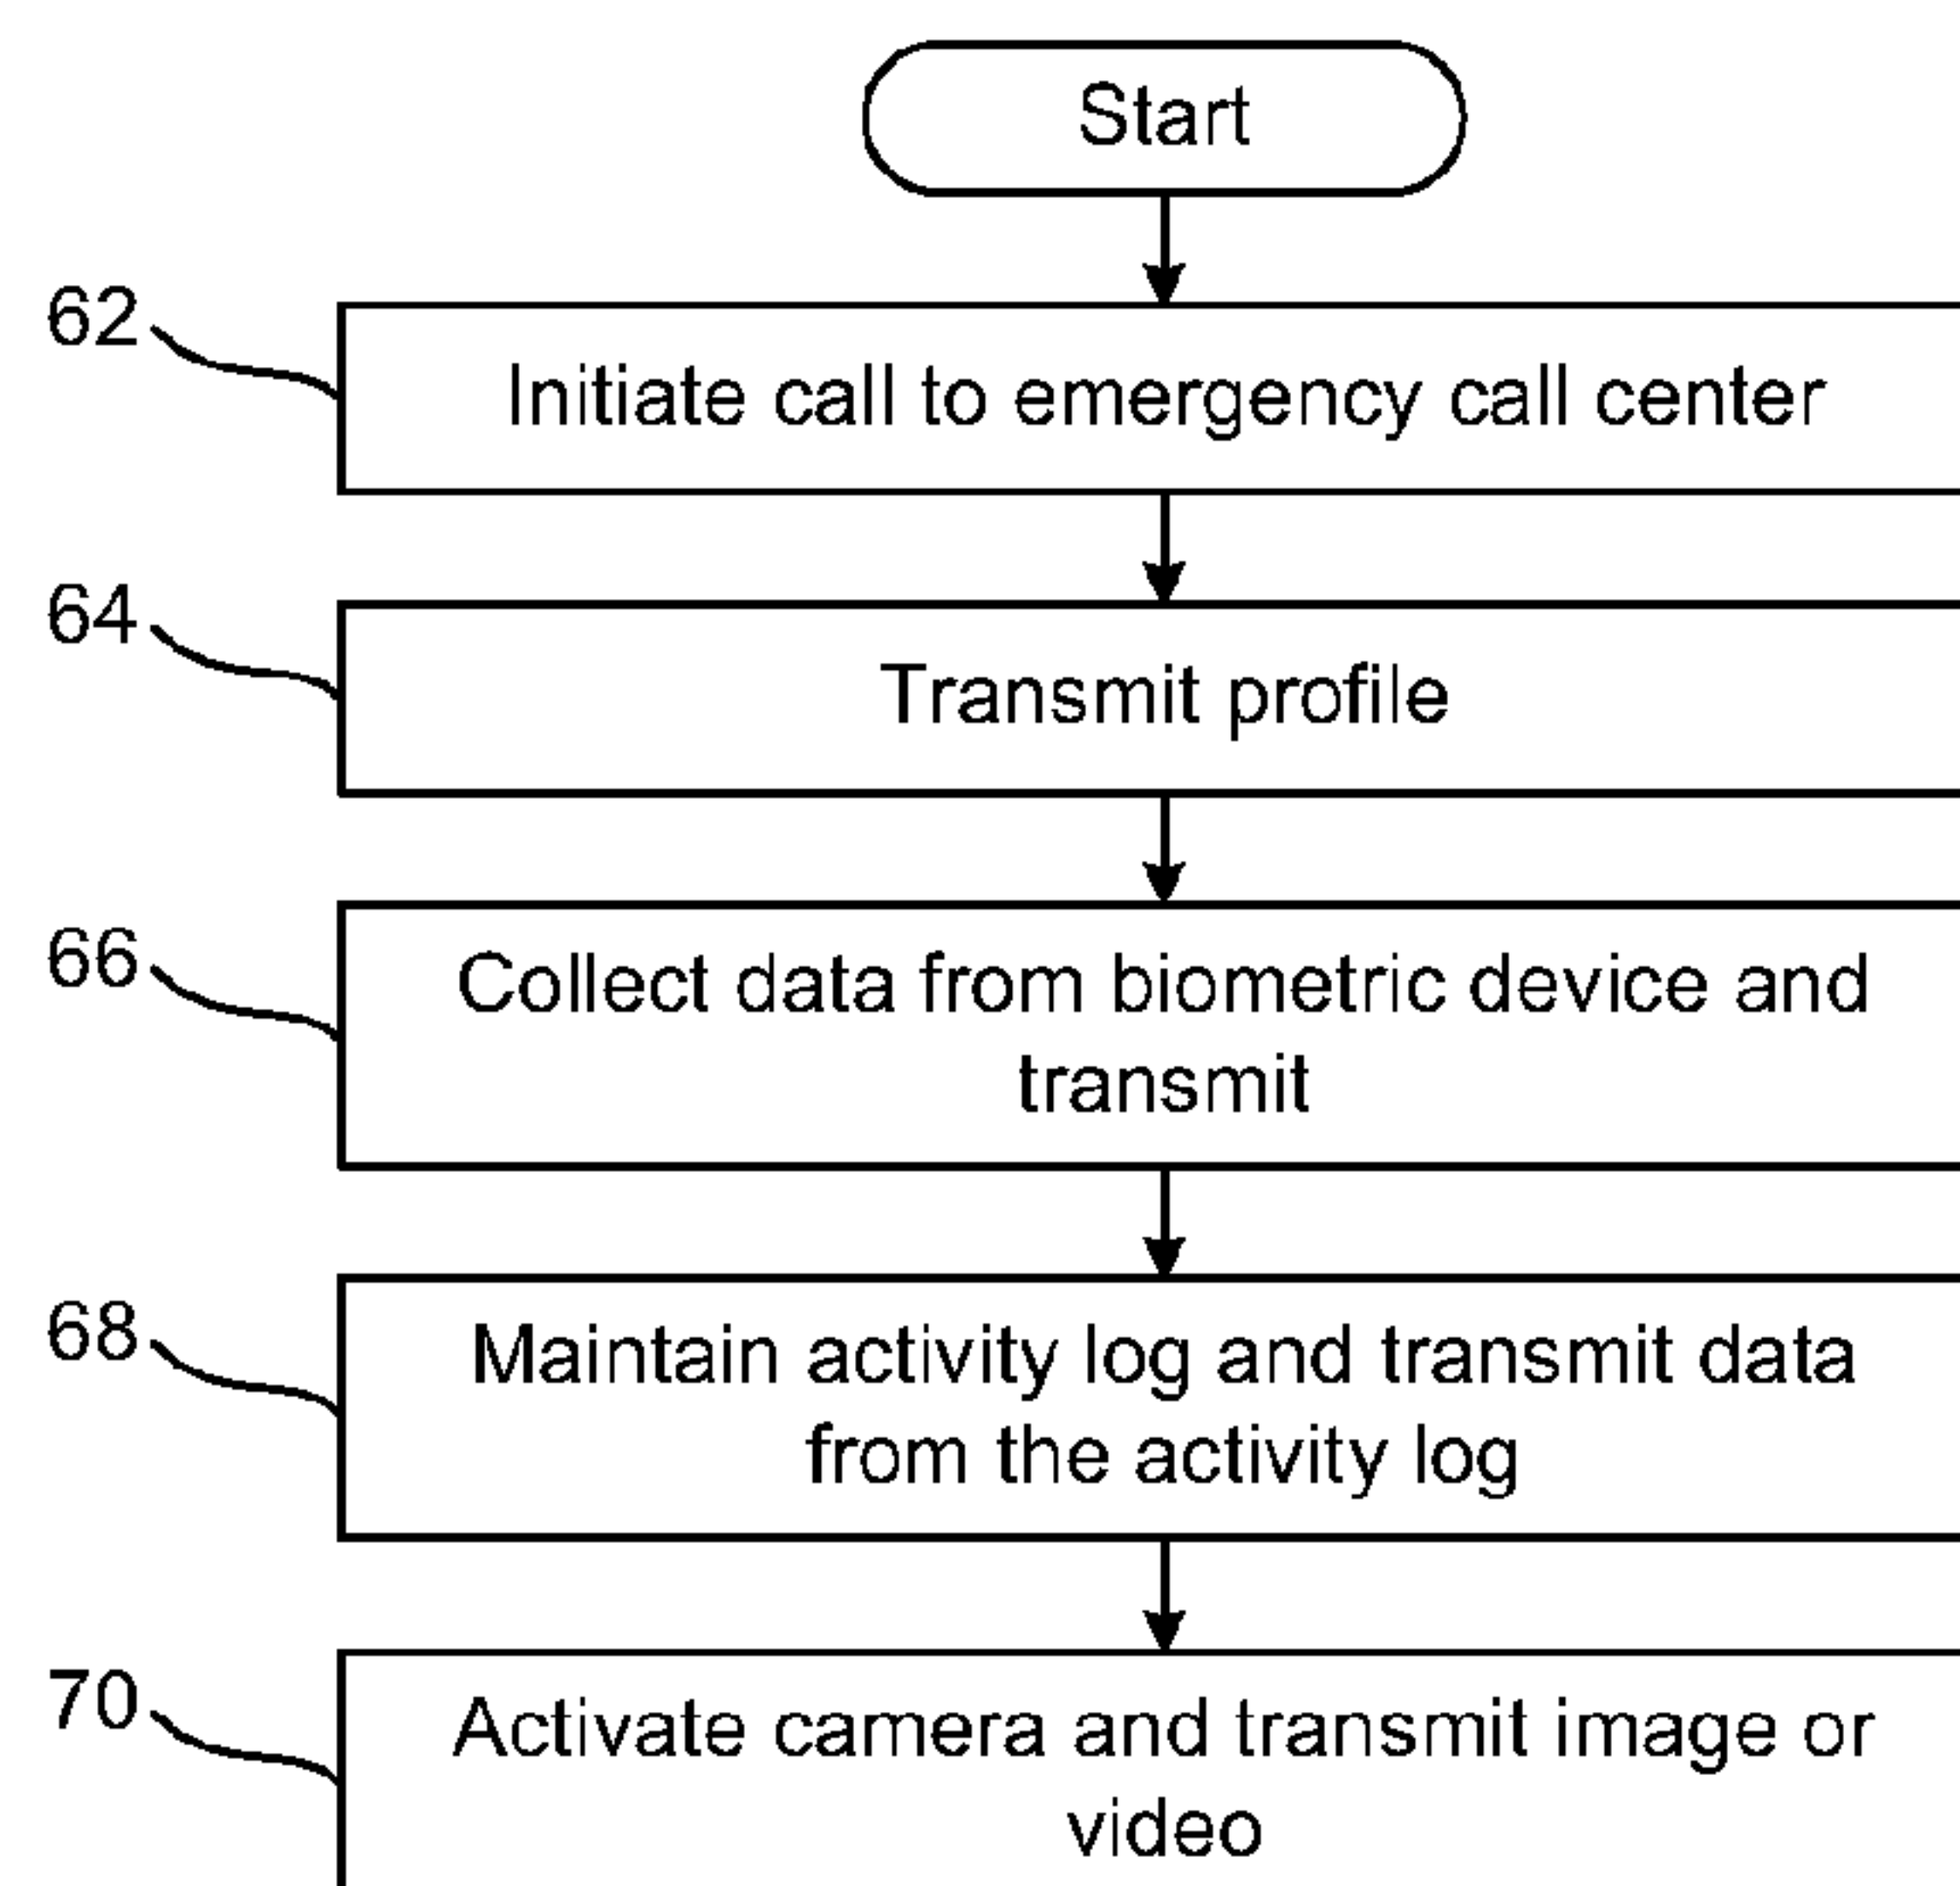 Start
62
Initiate call to emergency call center
64
Transmit profile
66
Collect data from biometric device and
transmit
68
Maintain activity log and transmit data
from the activity log
70
Activate camera and transmit image or
video